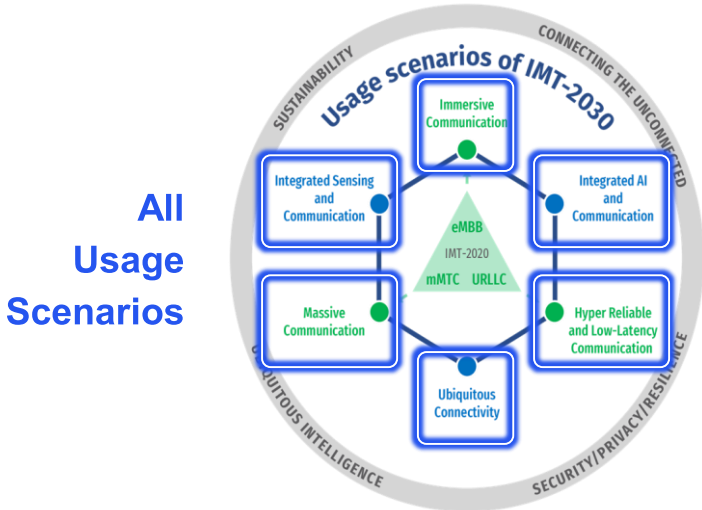 All
Usage
Scenarios
SUSTAINABILITY
CONNECTING THE UNCONNECTED
Usage scenarios of IMT-2030
Immersive
Communication
Integrated Sensing
and
Communication
Integrated AI
and
Communication
eMBB
IMT-2020
mMTC URLLC
Massive
Communication
Hyper Reliable
and Low-Latency
Communication
Ubiquitous
Connectivity
UBIQUITOUS INTELLIGENCE
SECURITY/PRIVACY/RESILIENCE